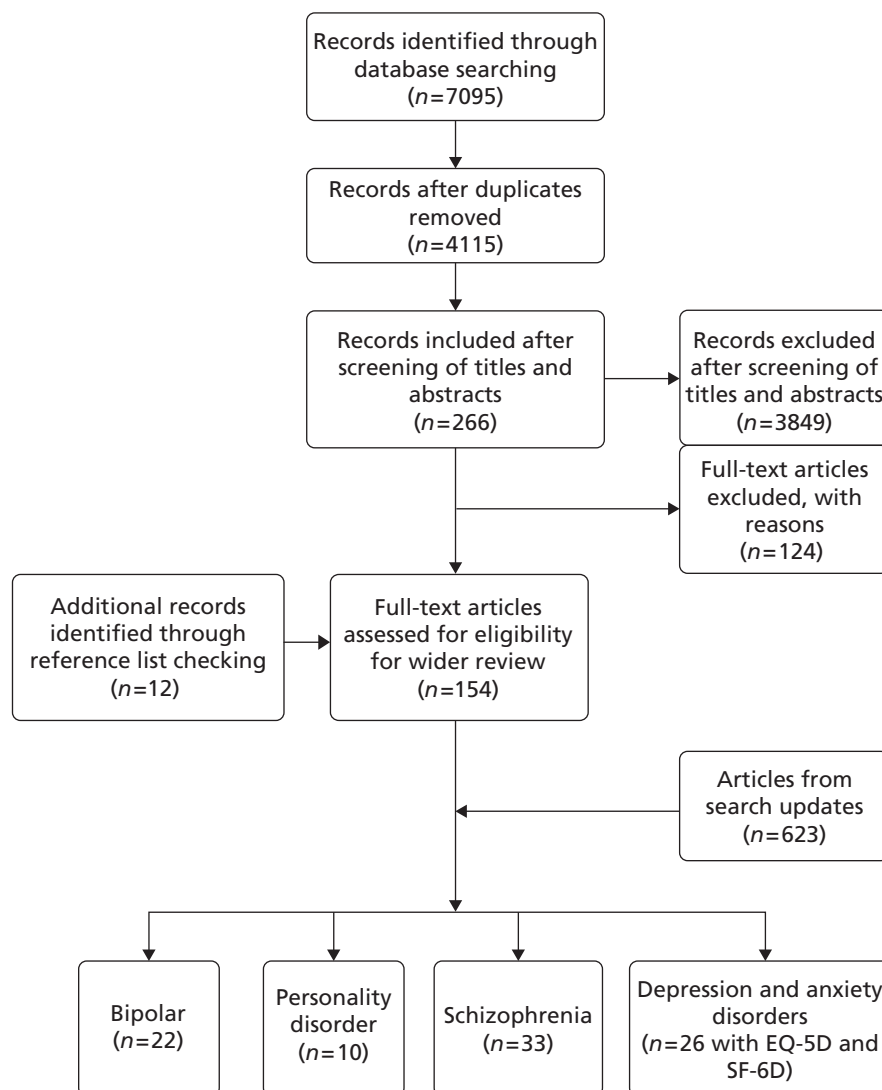 Records identified through
database searching
(n=7095)
Records after duplicates
removed
(n=4115)
Records included after
screening of titles and
abstracts
(n=266)
Records excluded
after screening of
titles and abstracts
(n=3849)
Full-text articles
excluded, with
reasons
(n=124)
Additional records
identified through
reference list checking
(n=12)
Full-text articles
assessed for eligibility
for wider review
(n=154)
Articles from
search updates
(n=623)
Bipolar
(n=22)
Personality
disorder
(n=10)
Schizophrenia
(n=33)
Depression and anxiety
disorders
(n=26 with EQ-5D and
SF-6D)